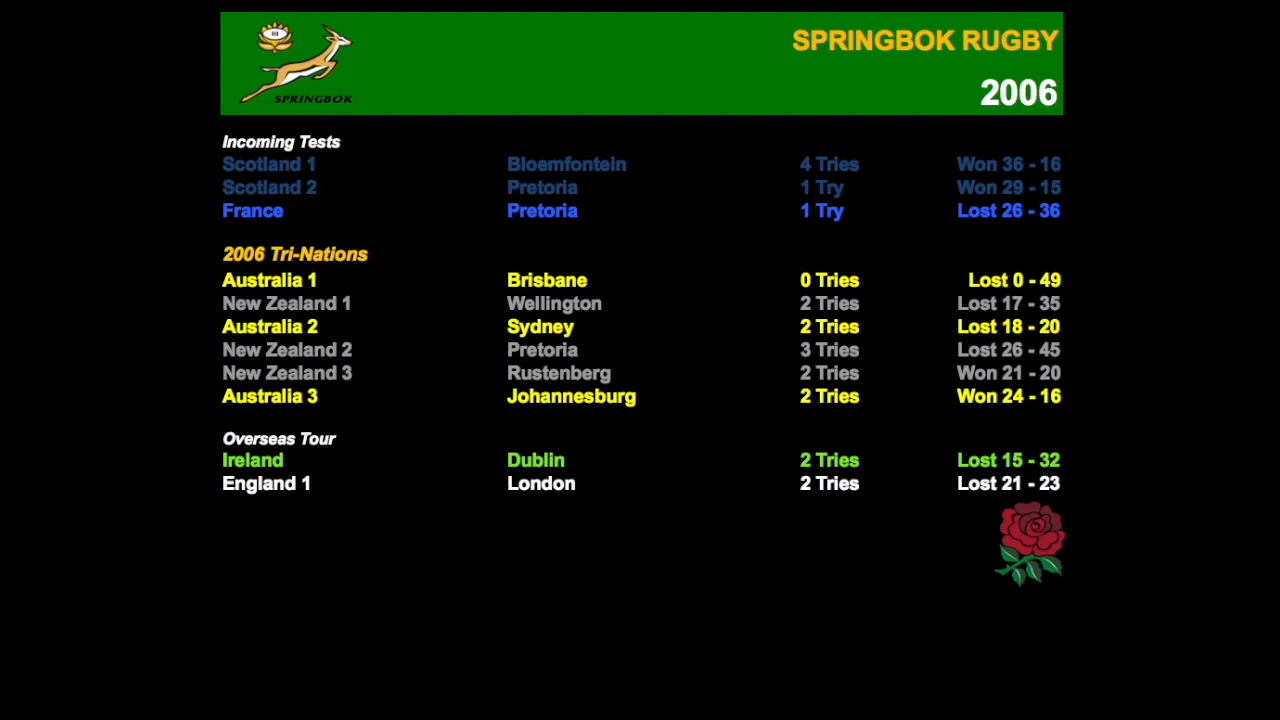 SPRINGBOK RUGBY
2006
SPRINGBOK
Incoming Tests
Scotland 1 Bloemfontein 4 Tries Won 36 - 16
Scotland 2 Pretoria 1 Try Won 29 - 15
France Pretoria 1 Try Lost 26 - 36
2006 Tri-Nations
Australia 1 Brisbane 0 Tries Lost 0 - 49
New Zealand 1 Wellington 2 Tries Lost 17 - 35
Australia 2 Sydney 2 Tries Lost 18 - 20
New Zealand 2 Pretoria 3 Tries Lost 26 - 45
New Zealand 3 Rustenberg 2 Tries Won 21 - 20
Australia 3 Johannesburg 2 Tries Won 24 - 16
Overseas Tour
Ireland Dublin 2 Tries Lost 15 - 32
England 1 London 2 Tries Lost 21 - 23